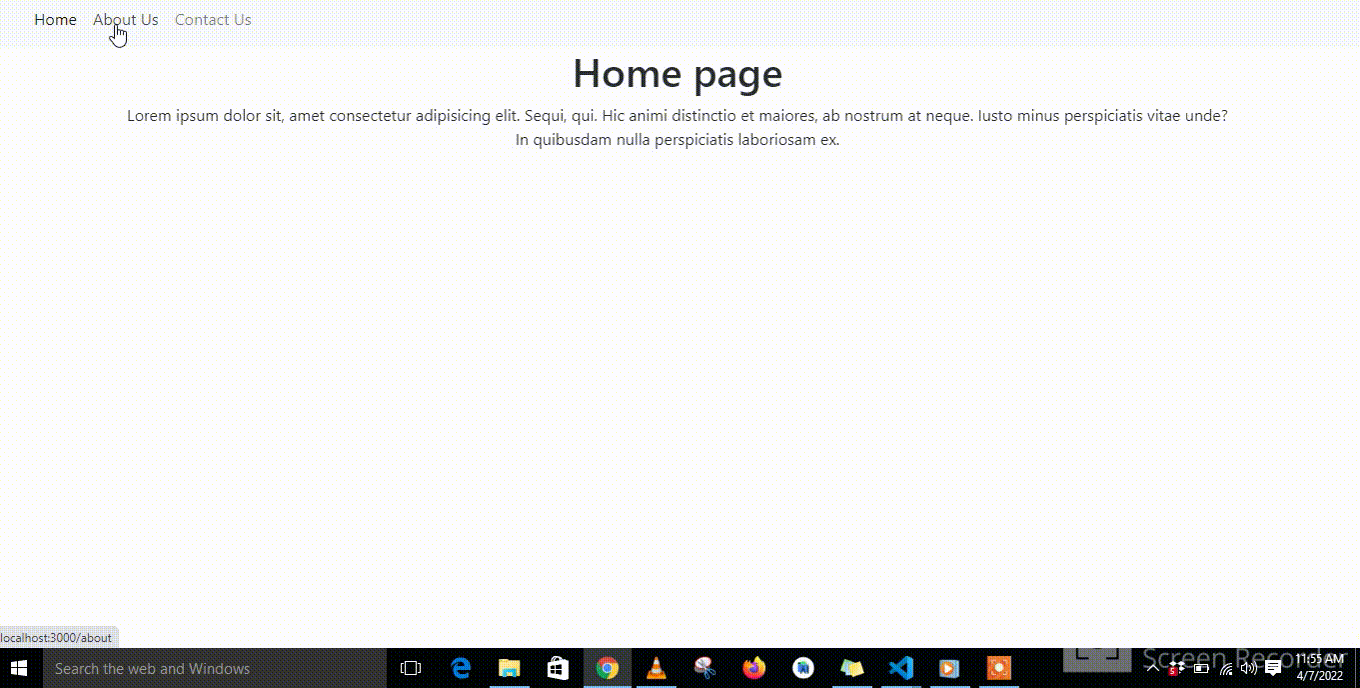 Home About Us Contact Us
Home page
Lorem ipsum dolor sit, amet consectetur adipisicing elit. Sequi, qui. Hic animi distinctio et maiores, ab nostrum at neque. Iusto minus perspiciatis vitae unde?
In quibusdam nulla perspiciatis laboriosam ex.
localhost:3000/about
Search the web and Windows
Screen Recorder
11:55 AM
4/7/2022